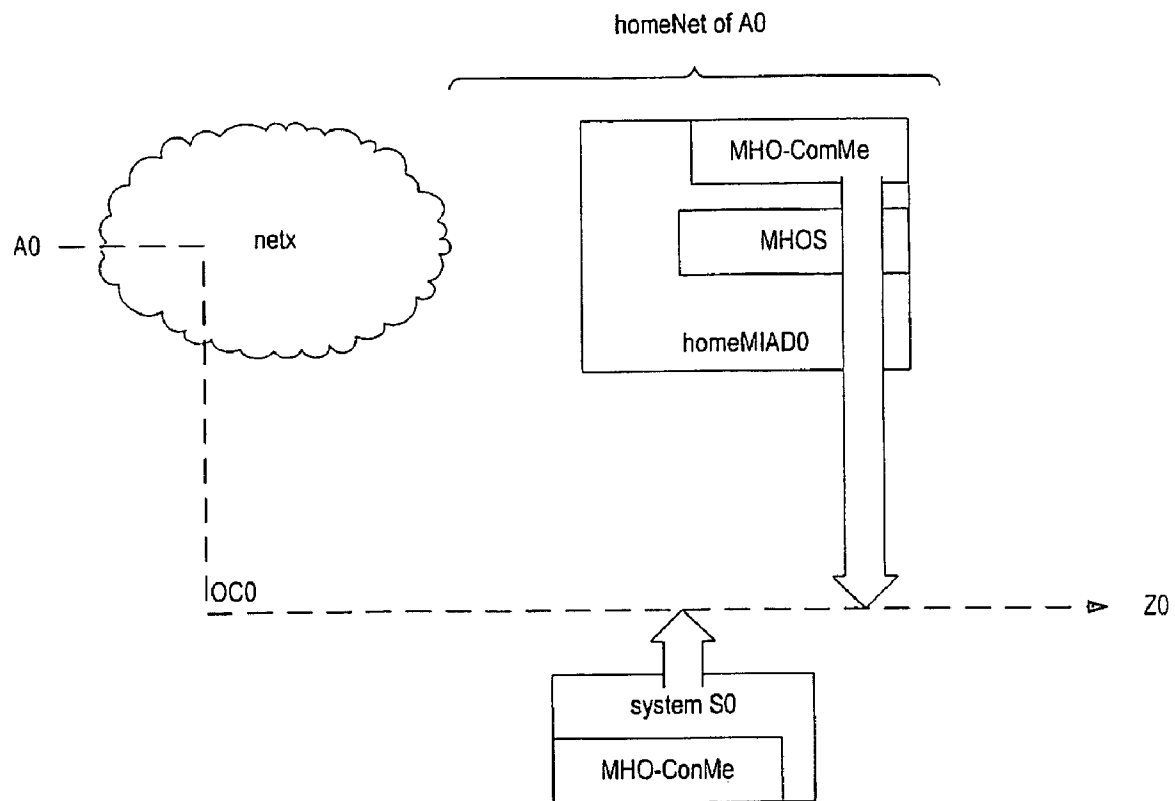 homeNet of A0
MHO-ComMe
MHOS
netx
A0
homeMIAD0
OC0
Z0
system S0
MHO-ConMe